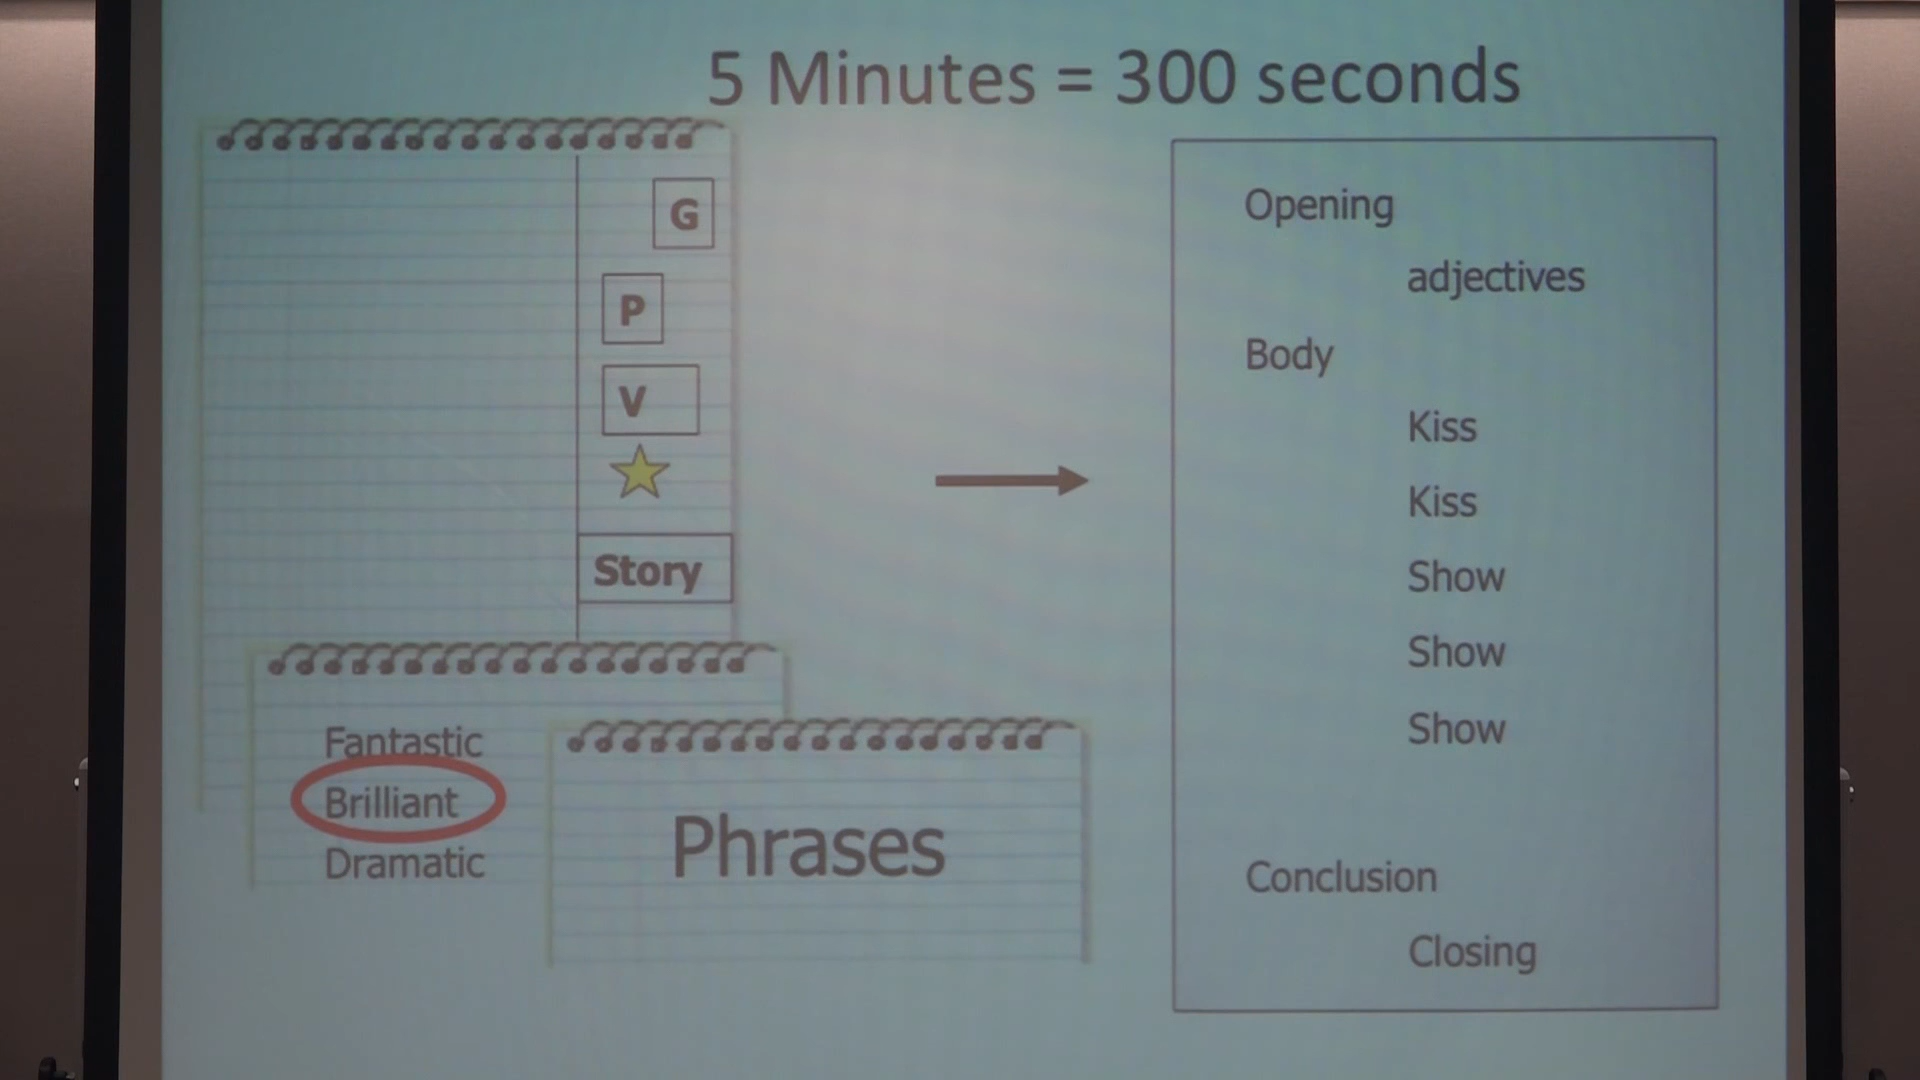 5 Minutes = 300 seconds
G
P
V
Story
Fantastic
Brilliant
Dramatic
Phrases
Opening
adjectives
Body
Kiss
Kiss
Show
Show
Show
Conclusion
Closing